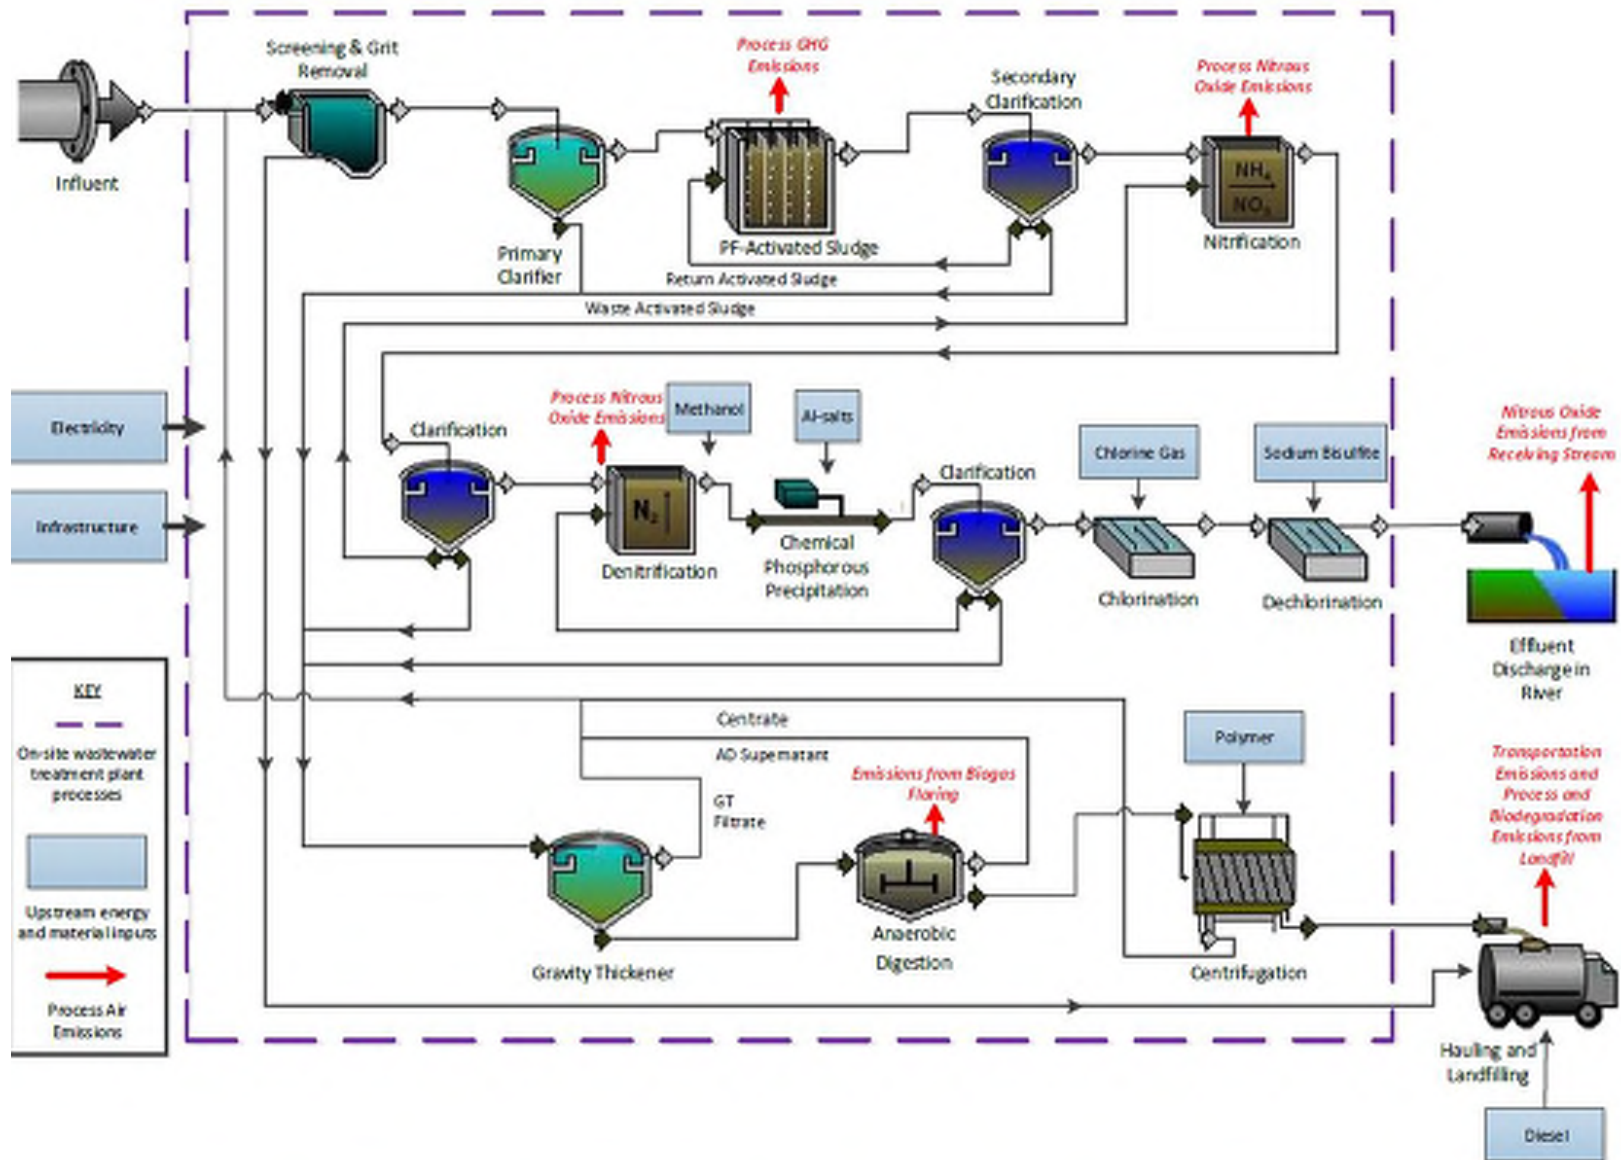 Screening & Grit
Removal
Process GHG
Emissions
Secondary
Clarification
Process Nitrous
Oxide Emissions
Influent
NH₄
NO₃
Primary
Clarifier
PF-Activated Sludge
Nitrification
Return Activated Sludge
Waste Activated Sludge
Electricity
Infrastructure
Clarification
Process Nitrous
Oxide Emissions
Methanol
Al-salts
Clarification
Chlorine Gas
Sodium Bisulfite
Nitrous Oxide
Emissions from
Receiving Stream
N₂
Denitrification
Chemical
Phosphorous
Precipitation
Chlorination
Dechlorination
Effluent
Discharge in
River
KEY
On-site wastewater
treatment plant
processes
Upstream energy
and material inputs
Process Air
Emissions
Centrate
AD Supernatant
GT
Filtrate
Emissions from Biogas
Flaring
Polymer
Transportation
Emissions and
Process and
Biodegradation
Emissions from
Landfill
Gravity Thickener
Anaerobic
Digestion
Centrifugation
Hauling and
Landfilling
Diesel